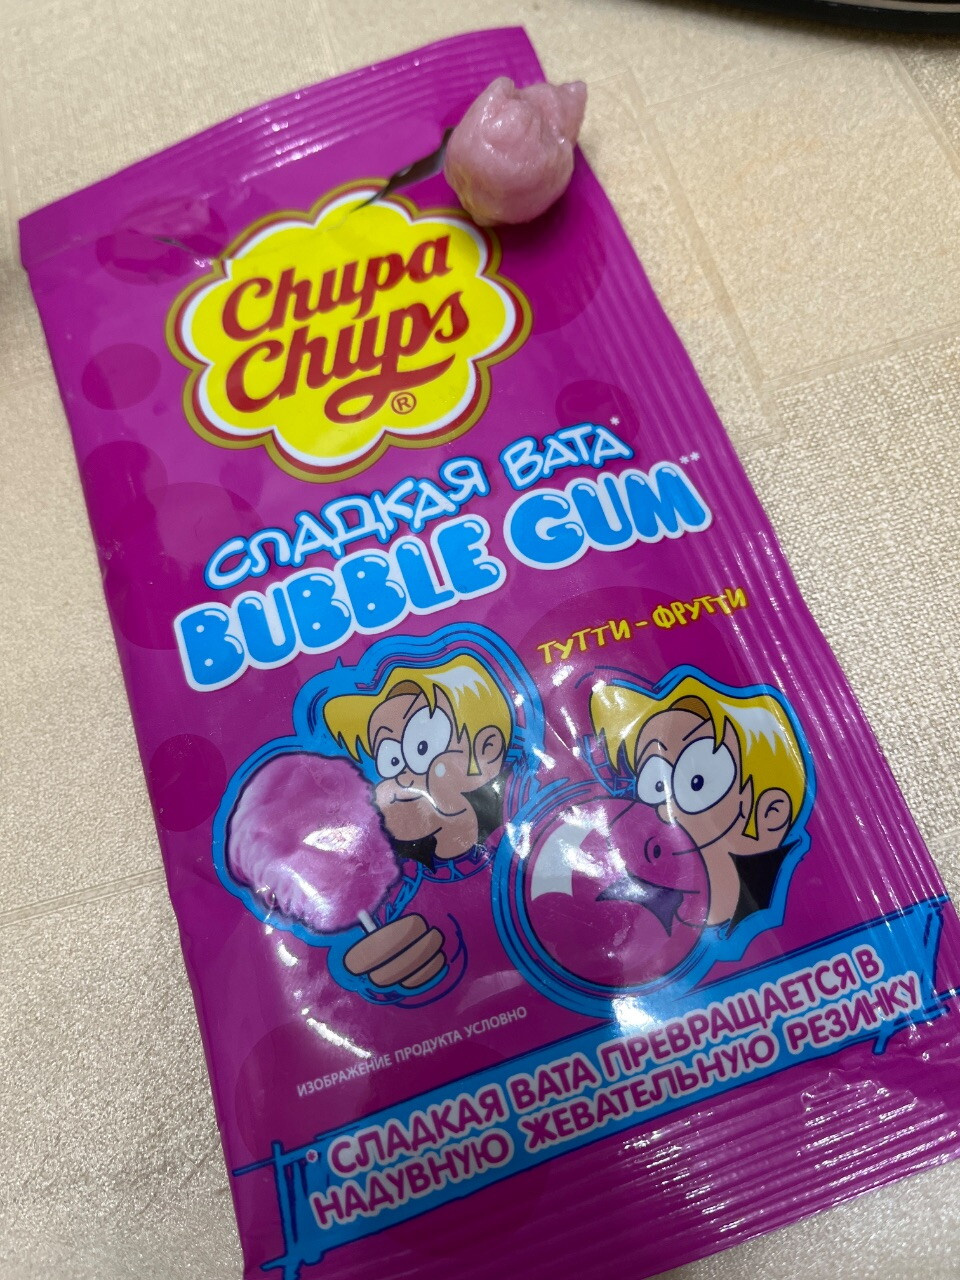 Chupa
Chups
®
СЛАДКАЯ ВАТА*
BUBBLE GUM**
ТУТТИ-ФРУТТИ
ИЗОБРАЖЕНИЕ ПРОДУКТА УСЛОВНО
* СЛАДКАЯ ВАТА ПРЕВРАЩАЕТСЯ В
НАДУВНУЮ ЖЕВАТЕЛЬНУЮ РЕЗИНКУ